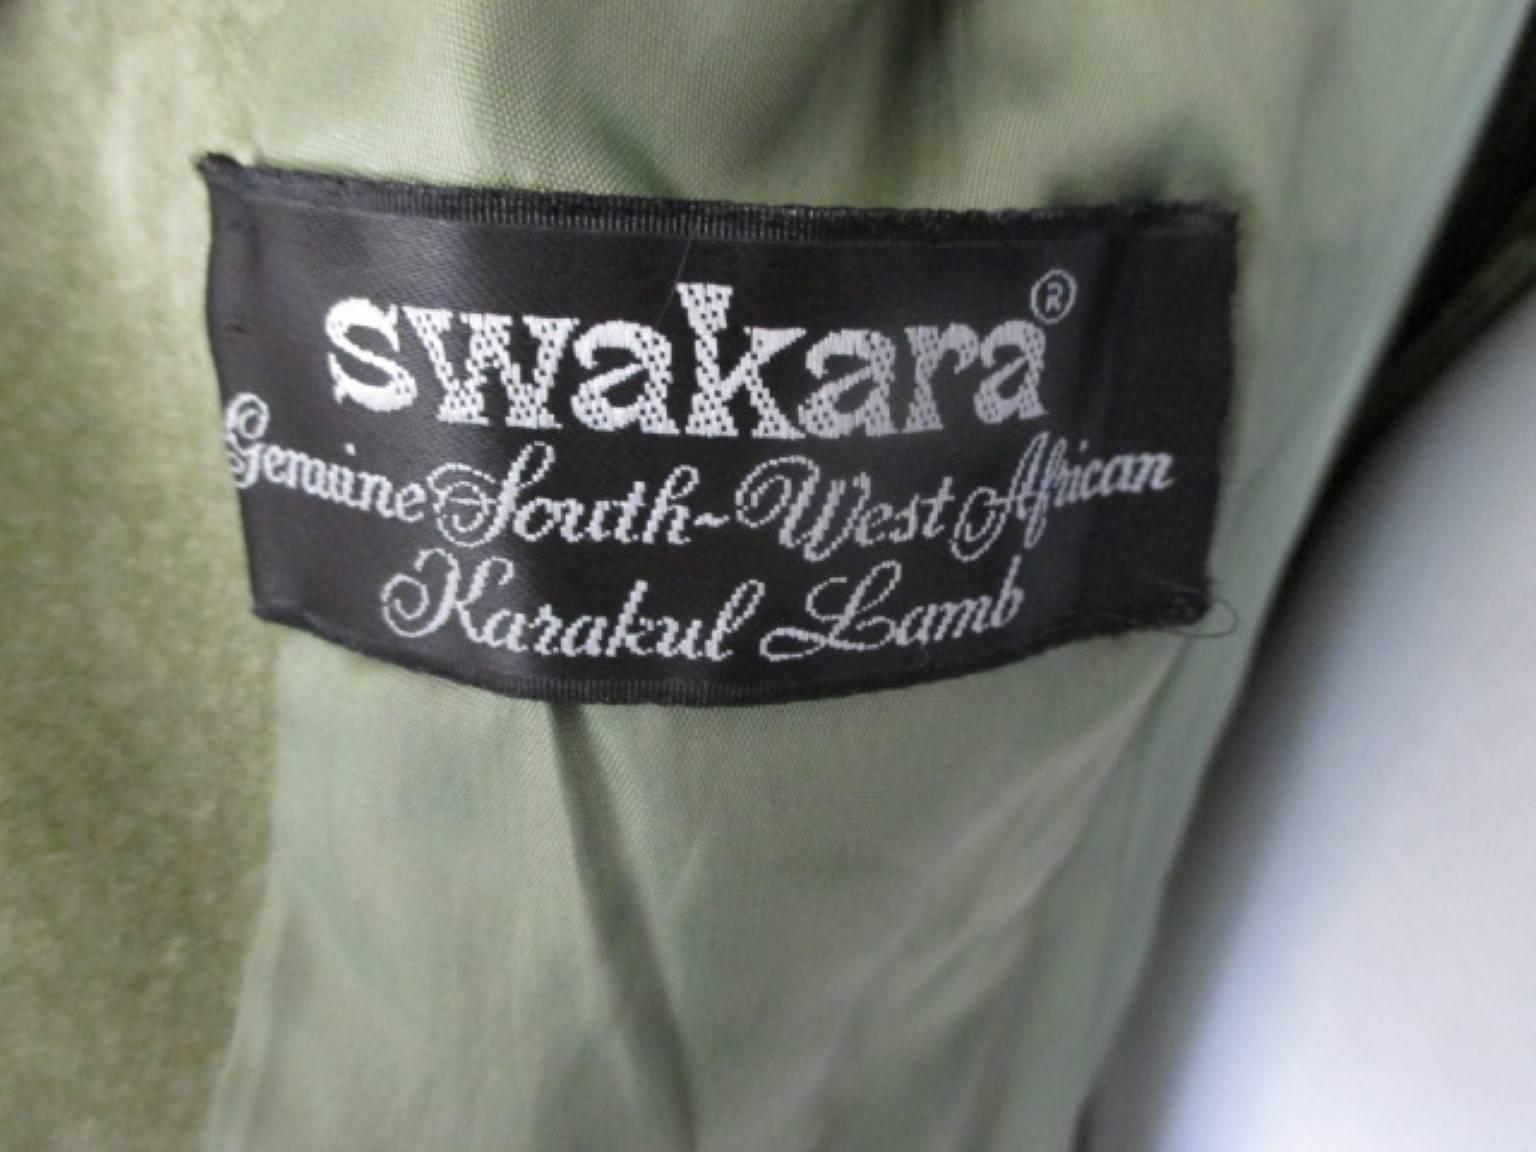 swakara®
Genuine South-West African
Karakul Lamb